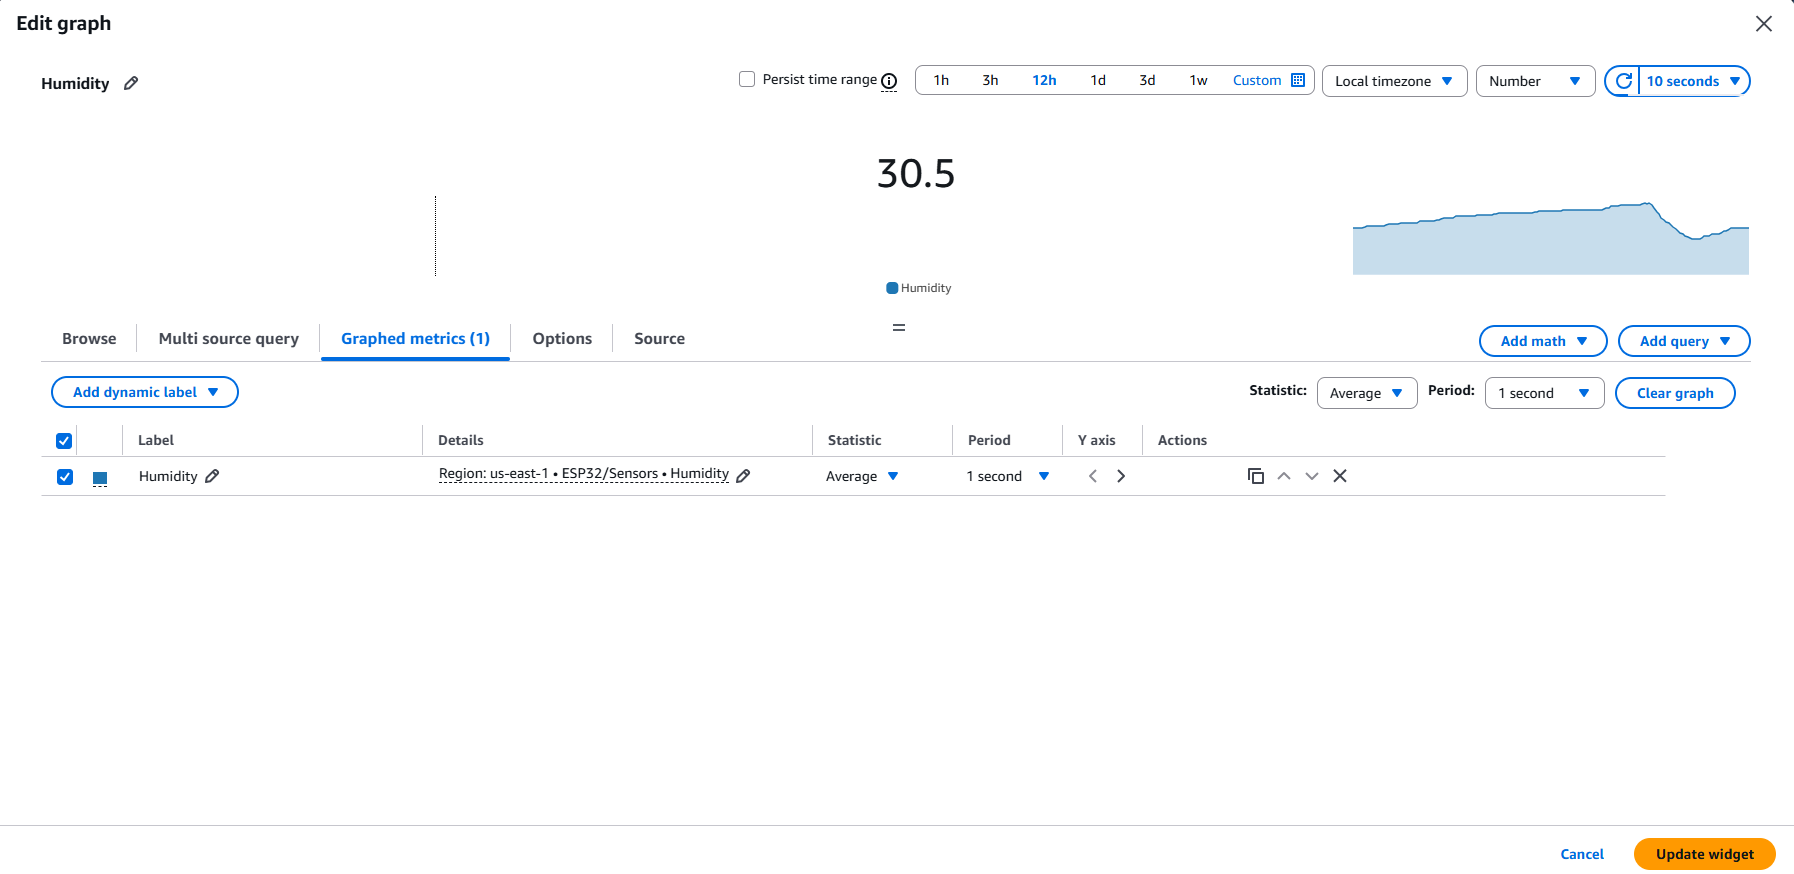 Edit graph
Humidity
Persist time range
1h 3h 12h 1d 3d 1w Custom
Local timezone
Number
10 seconds
30.5
Humidity
Browse
Multi source query
Graphed metrics (1)
Options
Source
Add math
Add query
Add dynamic label
Statistic: Average
Period: 1 second
Clear graph
Label Details Statistic Period Y axis Actions
Humidity Region: us-east-1 • ESP32/Sensors • Humidity Average 1 second
Cancel
Update widget